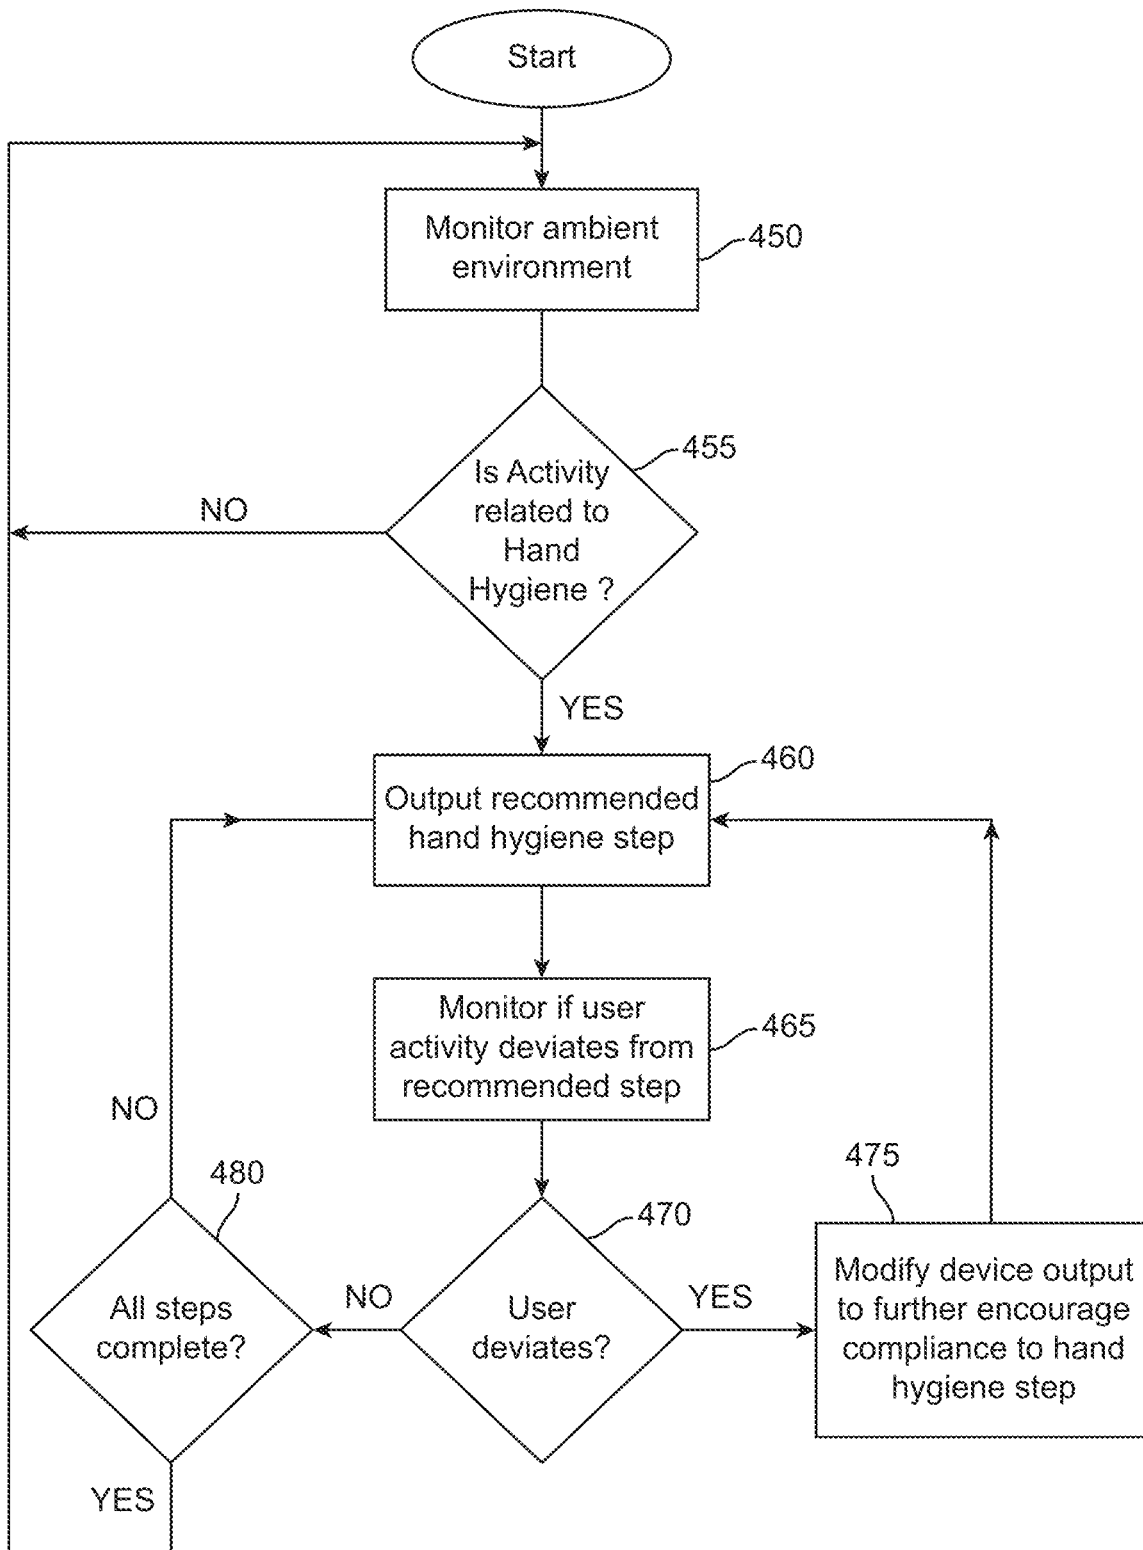 Start
Monitor ambient
environment
450
455
Is Activity
related to
Hand
Hygiene ?
NO
YES
460
Output recommended
hand hygiene step
Monitor if user
activity deviates from
recommended step
465
NO
480
470
475
All steps
complete?
NO
User
deviates?
YES
Modify device output
to further encourage
compliance to hand
hygiene step
YES